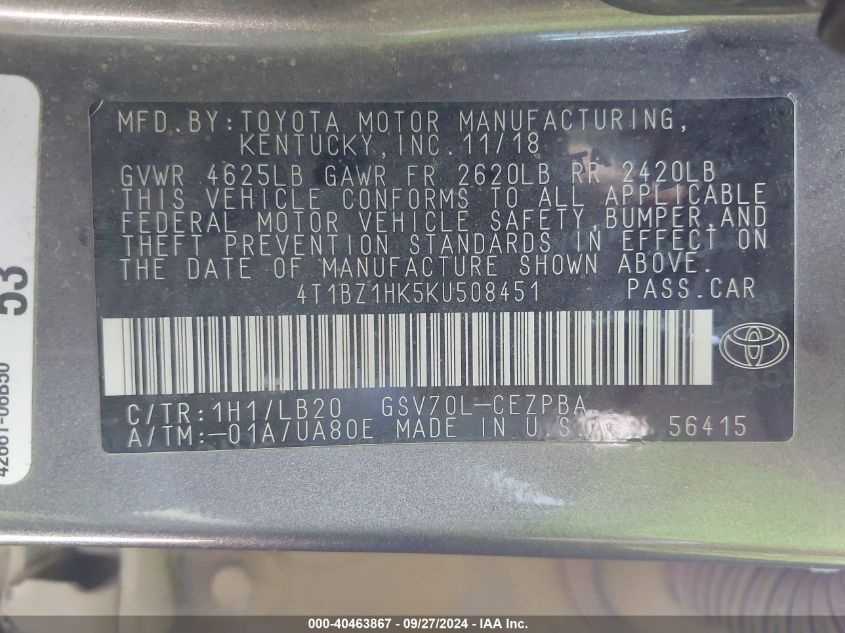 MFD.BY:TOYOTA MOTOR MANUFACTURING,
KENTUCKY, INC. 11/18
GVWR 4625LB GAWR FR 2620LB RR 2420LB
THIS VEHICLE CONFORMS TO ALL APPLICABLE
FEDERAL MOTOR VEHICLE SAFETY,BUMPER,AND
THEFT PREVENTION STANDARDS IN EFFECT ON
THE DATE OF MANUFACTURE SHOWN ABOVE.
4T1BZ1HK5KU508451 PASS.CAR
C/TR:1H1/LB20 GSV70L-CEZPBA
A/TM:-01A/UA80E MADE IN U.S.A. 56415
53
000-40463867 - 09/27/2024 - IAA Inc.